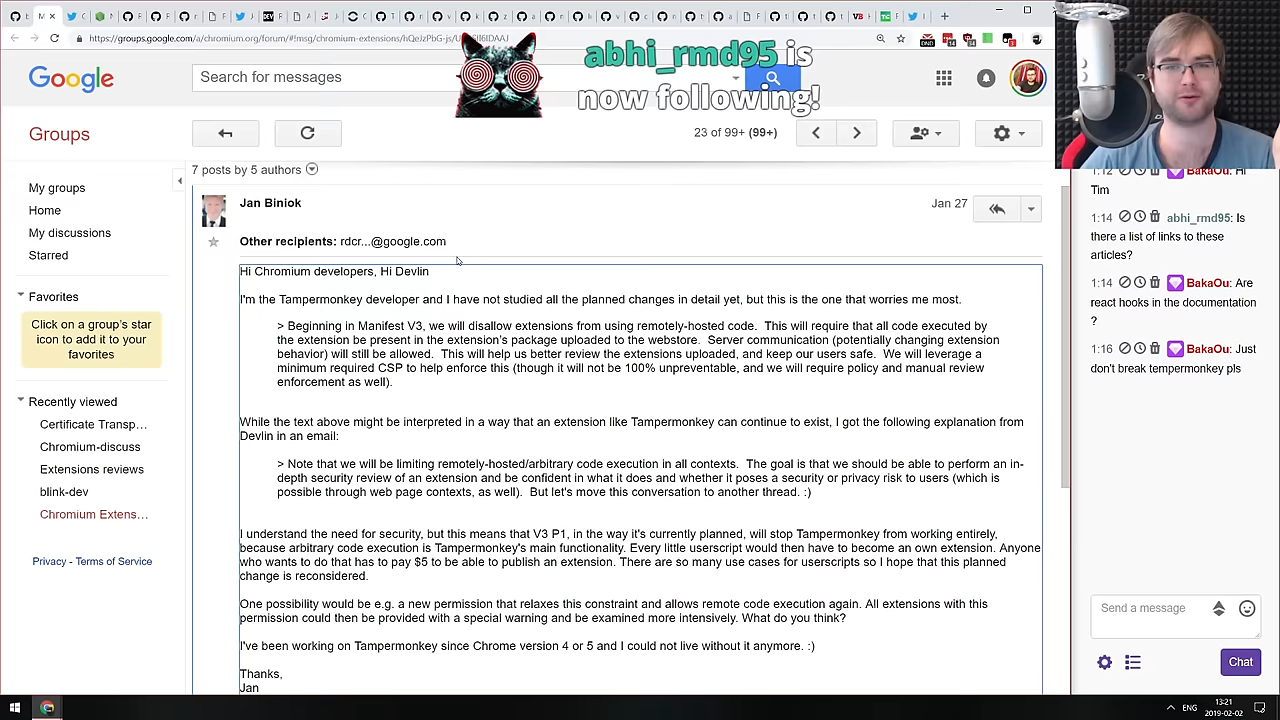 https://groups.google.com/a/chromium.org/forum/#!msg/chromium-
abhi_rmd95 is
now following!
Google
Search for messages
Groups
23 of 99+ (99+)
7 posts by 5 authors
My groups
Home
My discussions
Starred
Favorites
Click on a group's star
icon to add it to your
favorites
Recently viewed
Certificate Transp...
Chromium-discuss
Extensions reviews
blink-dev
Chromium Extens...
Privacy - Terms of Service
Jan Biniok
Jan 27
Other recipients: rdcr...@google.com
Hi Chromium developers, Hi Devlin
I'm the Tampermonkey developer and I have not studied all the planned changes in detail yet, but this is the one that worries me most.
> Beginning in Manifest V3, we will disallow extensions from using remotely-hosted code. This will require that all code executed by
the extension be present in the extension's package uploaded to the webstore. Server communication (potentially changing extension
behavior) will still be allowed. This will help us better review the extensions uploaded, and keep our users safe. We will leverage a
minimum required CSP to help enforce this (though it will not be 100% unpreventable, and we will require policy and manual review
enforcement as well).
While the text above might be interpreted in a way that an extension like Tampermonkey can continue to exist, I got the following explanation from
Devlin in an email:
> Note that we will be limiting remotely-hosted/arbitrary code execution in all contexts. The goal is that we should be able to perform an in-
depth security review of an extension and be confident in what it does and whether it poses a security or privacy risk to users (which is
possible through web page contexts, as well). But let's move this conversation to another thread. :)
I understand the need for security, but this means that V3 P1, in the way it's currently planned, will stop Tampermonkey from working entirely,
because arbitrary code execution is Tampermonkey's main functionality. Every little userscript would then have to become an own extension. Anyone
who wants to do that has to pay $5 to be able to publish an extension. There are so many use cases for userscripts so I hope that this planned
change is reconsidered.
One possibility would be e.g. a new permission that relaxes this constraint and allows remote code execution again. All extensions with this
permission could then be provided with a special warning and be examined more intensively. What do you think?
I've been working on Tampermonkey since Chrome version 4 or 5 and I could not live without it anymore. :)
Thanks,
Jan
1:12 BakaOu: Hi
Tim
1:14 abhi_rmd95: Is
there a list of links to these
articles?
1:14 BakaOu: Are
react hooks in the documentation
?
1:16 BakaOu: Just
don't break tempermonkey pls
Send a message
Chat
ENG
13:21
2019-02-02